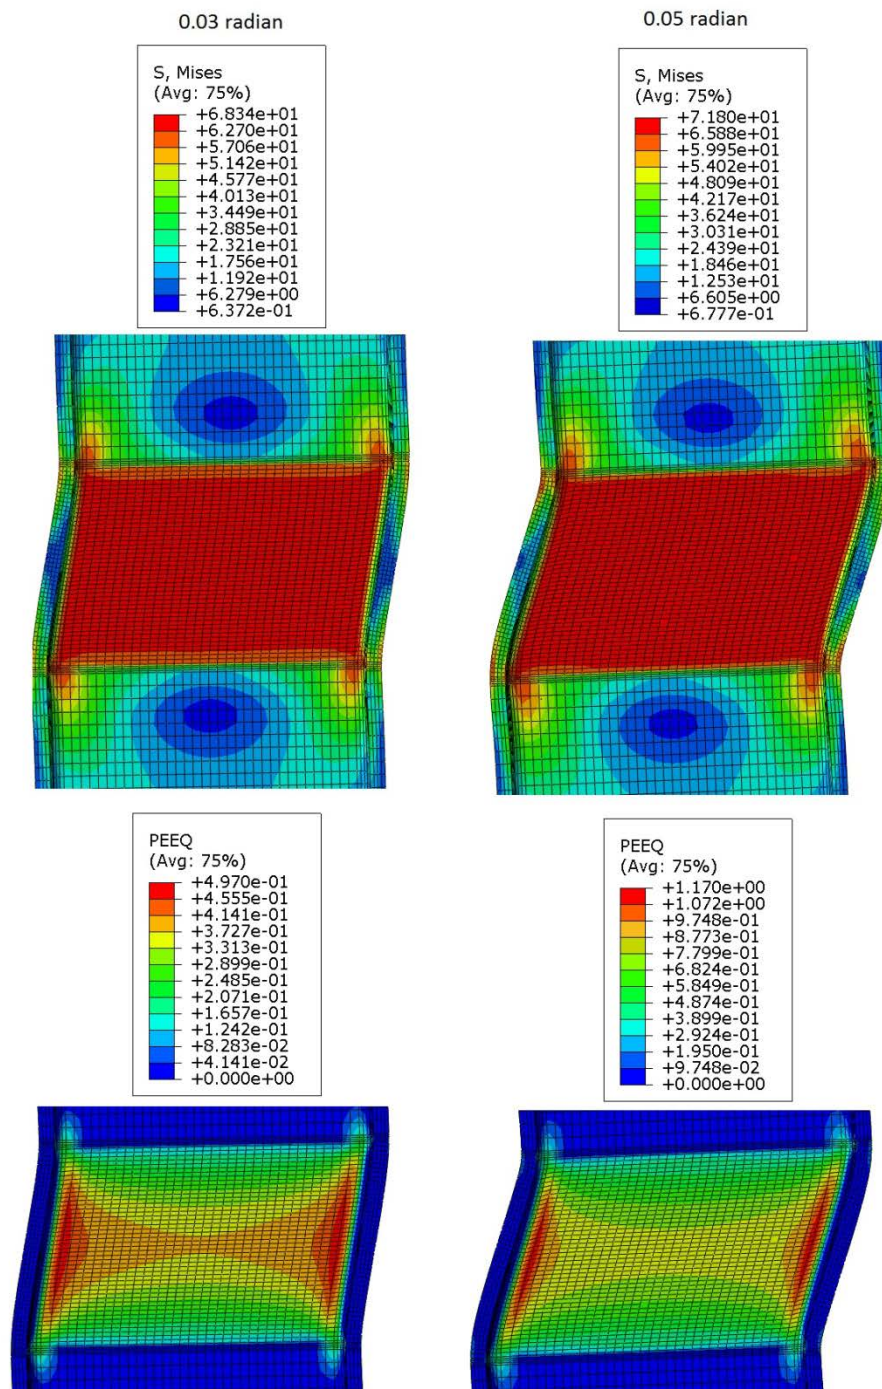 0.03 radian
0.05 radian
S, Mises
(Avg: 75%)
+6.834e+01
+6.270e+01
+5.706e+01
+5.142e+01
+4.577e+01
+4.013e+01
+3.449e+01
+2.885e+01
+2.321e+01
+1.756e+01
+1.192e+01
+6.279e+00
+6.372e-01
S, Mises
(Avg: 75%)
+7.180e+01
+6.588e+01
+5.995e+01
+5.402e+01
+4.809e+01
+4.217e+01
+3.624e+01
+3.031e+01
+2.439e+01
+1.846e+01
+1.253e+01
+6.605e+00
+6.777e-01
PEEQ
(Avg: 75%)
+4.970e-01
+4.555e-01
+4.141e-01
+3.727e-01
+3.313e-01
+2.899e-01
+2.485e-01
+2.071e-01
+1.657e-01
+1.242e-01
+8.283e-02
+4.141e-02
+0.000e+00
PEEQ
(Avg: 75%)
+1.170e+00
+1.072e+00
+9.748e-01
+8.773e-01
+7.799e-01
+6.824e-01
+5.849e-01
+4.874e-01
+3.899e-01
+2.924e-01
+1.950e-01
+9.748e-02
+0.000e+00